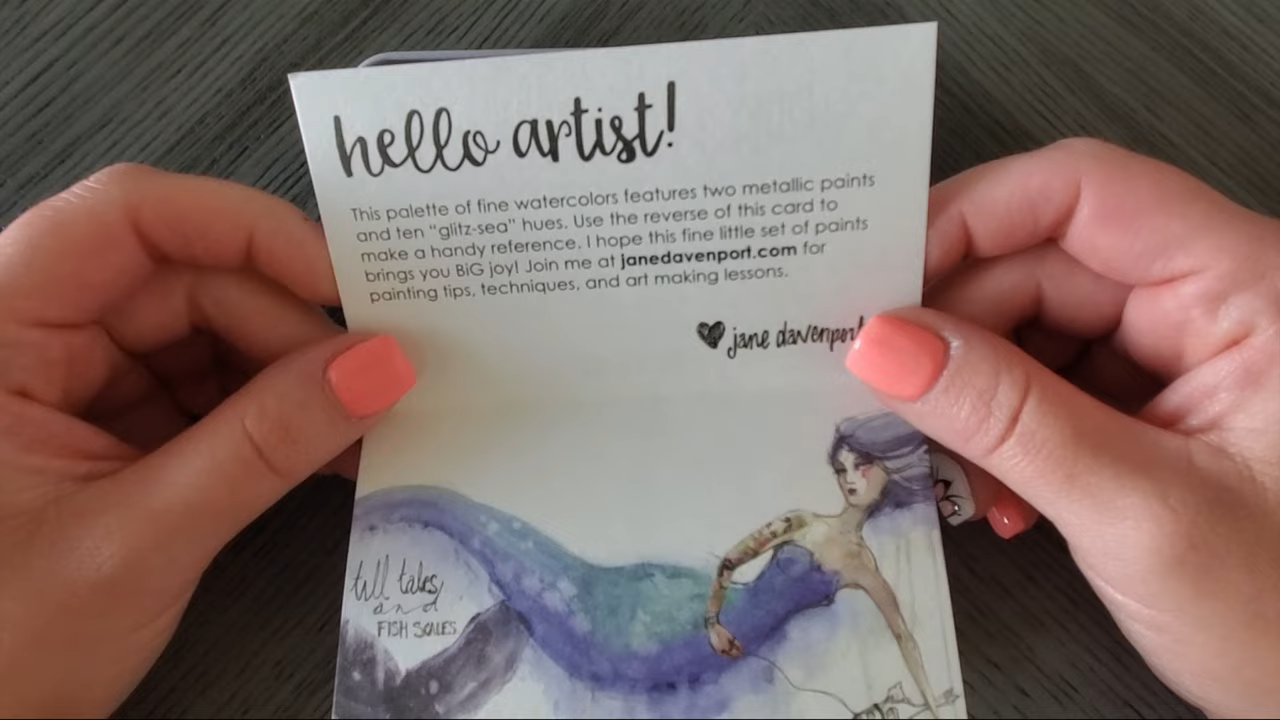 hello artist!
This palette of fine watercolors features two metallic paints
and ten "glitz-sea" hues. Use the reverse of this card to
make a handy reference. I hope this fine little set of paints
brings you BiG joy! Join me at janedavenport.com for
painting tips, techniques, and art making lessons.
jane davenport
tall tales
and
FISH SCALES